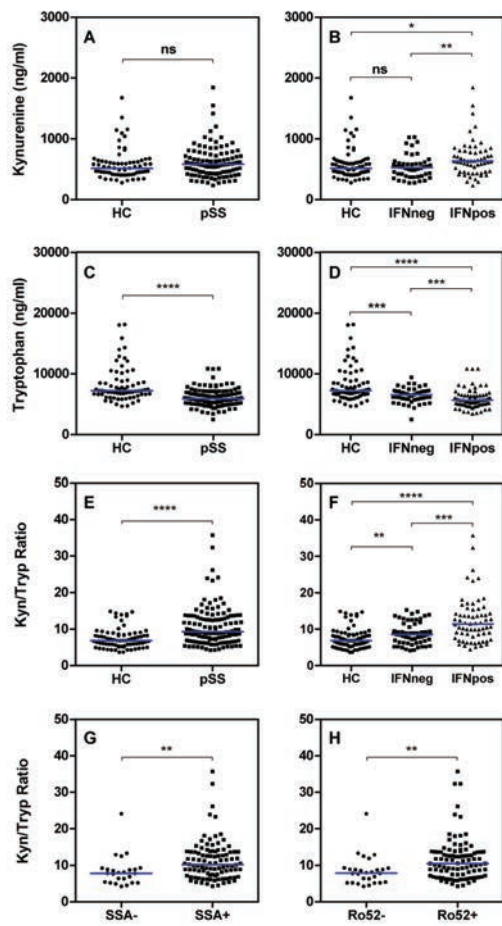 A
Kynurenine (ng/ml)
3000
2000
1000
0
ns
HC pSS
B
3000
2000
1000
0
*
**
ns
HC IFNneg IFNpos
C
Tryptophan (ng/ml)
30000
20000
10000
0
****
HC pSS
D
30000
20000
10000
0
****
***
***
HC IFNneg IFNpos
E
Kyn/Tryp Ratio
50
40
30
20
10
0
****
HC pSS
F
50
40
30
20
10
0
****
***
**
HC IFNneg IFNpos
G
Kyn/Tryp Ratio
50
40
30
20
10
0
**
SSA- SSA+
H
50
40
30
20
10
0
**
Ro52- Ro52+